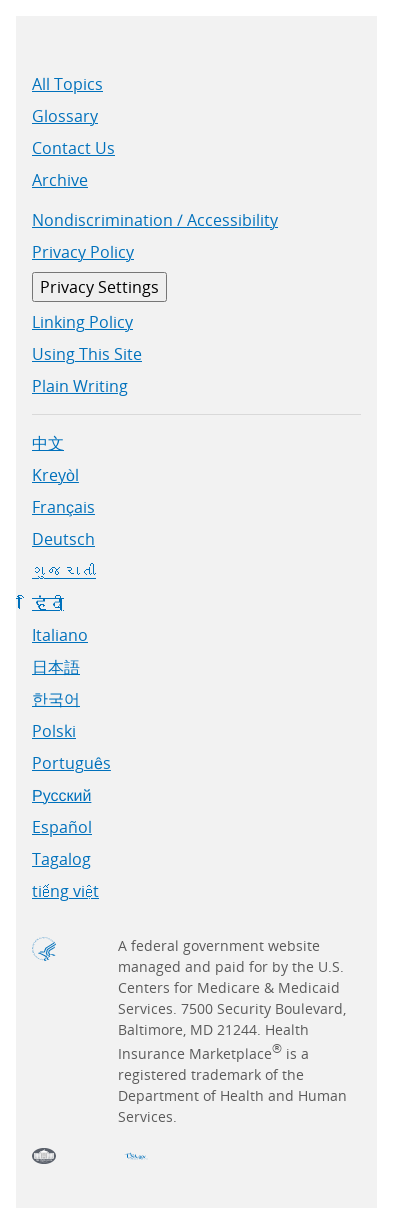 All Topics
Glossary
Contact Us
Archive
Nondiscrimination / Accessibility
Privacy Policy
Privacy Settings
Linking Policy
Using This Site
Plain Writing
中文
Kreyòl
Français
Deutsch
ગુજરાતી
हिंदी
Italiano
日本語
한국어
Polski
Português
Русский
Español
Tagalog
tiếng việt
A federal government website
managed and paid for by the U.S.
Centers for Medicare & Medicaid
Services. 7500 Security Boulevard,
Baltimore, MD 21244. Health
Insurance Marketplace® is a
registered trademark of the
Department of Health and Human
Services.